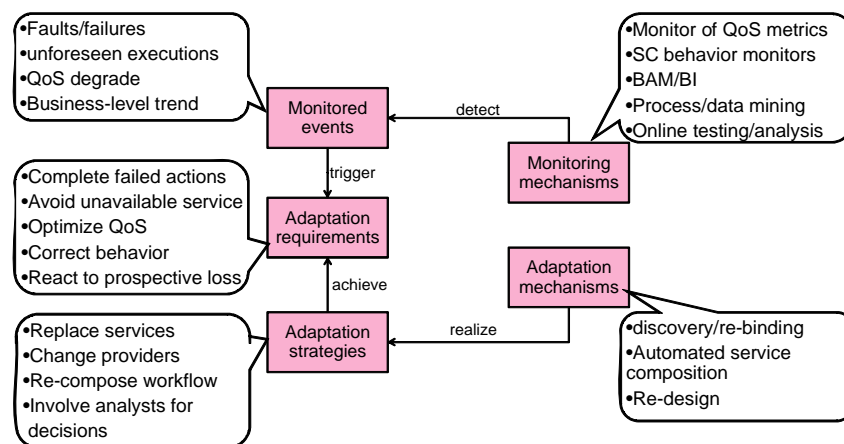 •Faults/failures
•unforeseen executions
•QoS degrade
•Business-level trend
Monitored
events
detect
•Monitor of QoS metrics
•SC behavior monitors
•BAM/BI
•Process/data mining
•Online testing/analysis
Monitoring
mechanisms
trigger
•Complete failed actions
•Avoid unavailable service
•Optimize QoS
•Correct behavior
•React to prospective loss
Adaptation
requirements
achieve
Adaptation
mechanisms
•Replace services
•Change providers
•Re-compose workflow
•Involve analysts for
decisions
Adaptation
strategies
realize
•discovery/re-binding
•Automated service
composition
•Re-design